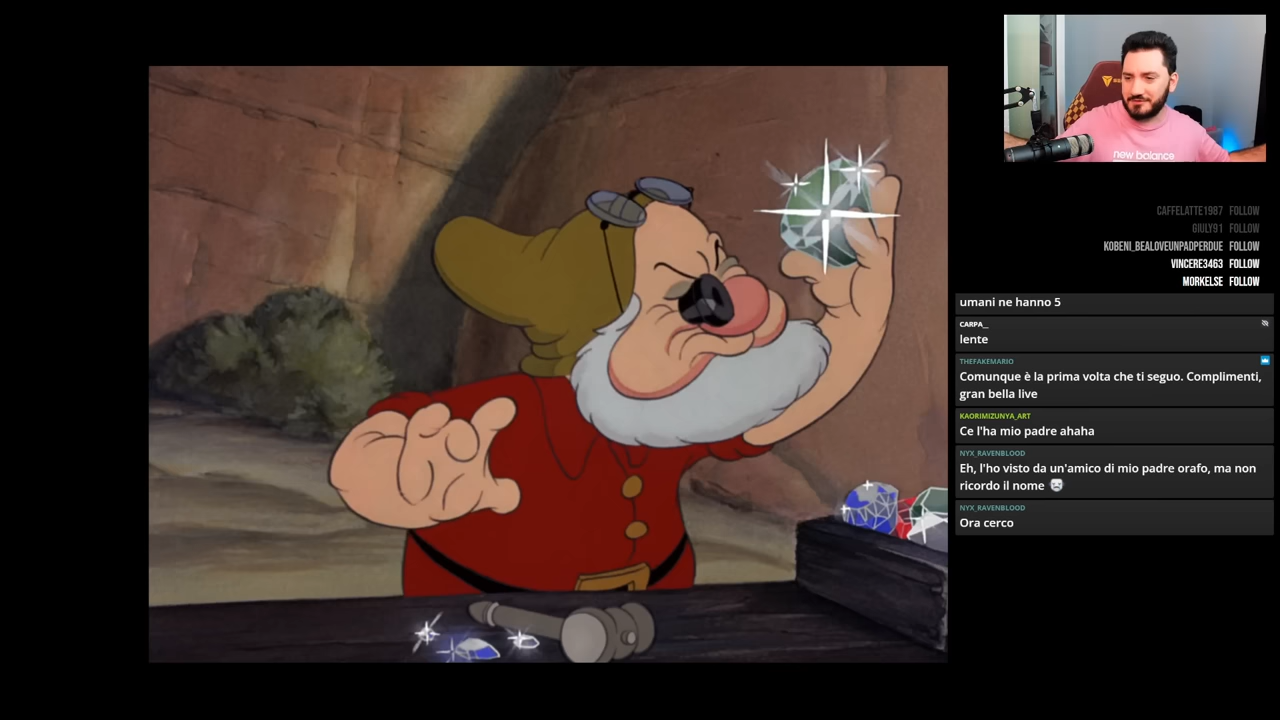 new balance
CAFFELATTE1987 FOLLOW
GIULY91 FOLLOW
KOBENI_BEALOVEUNPADPERDUE FOLLOW
VINCERE3463 FOLLOW
MORKELSE FOLLOW
umani ne hanno 5
CARPA__
lente
THEFAKEMARIO
Comunque è la prima volta che ti seguo. Complimenti,
gran bella live
KAORIMIZUNYA_ART
Ce l'ha mio padre ahaha
NYX_RAVENBLOOD
Eh, l'ho visto da un'amico di mio padre orafo, ma non
ricordo il nome
NYX_RAVENBLOOD
Ora cerco